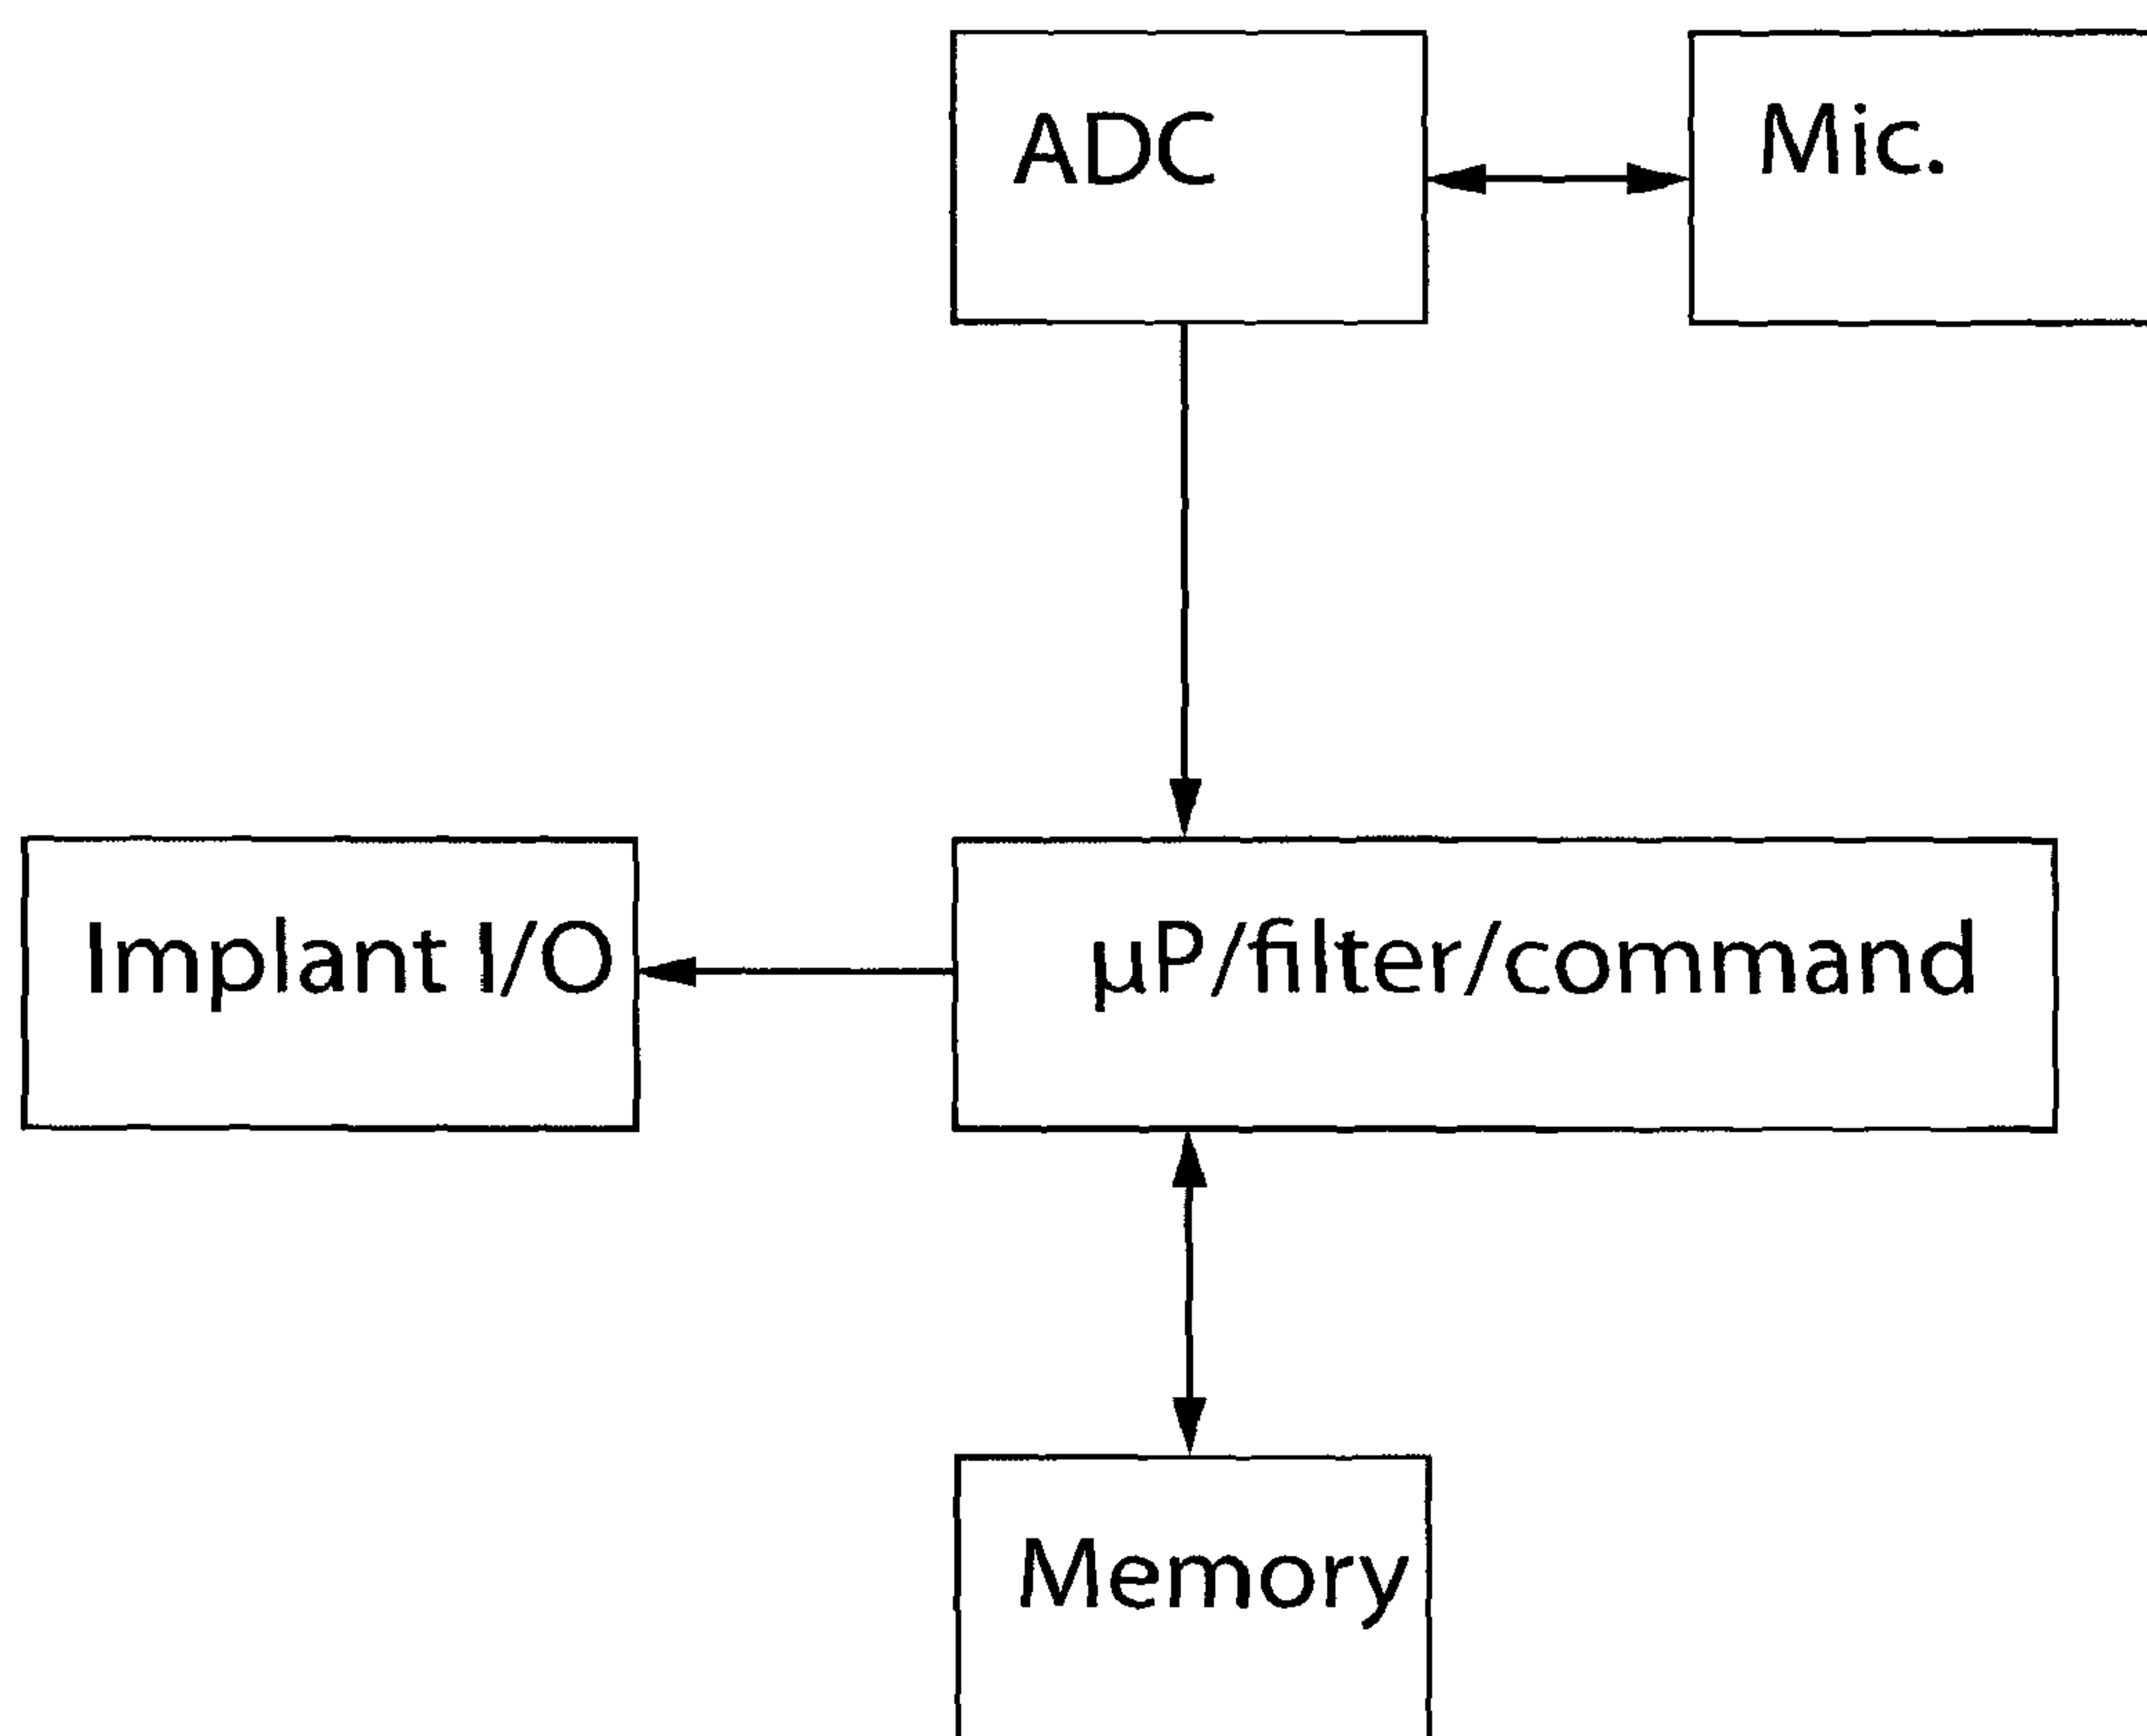 ADC
Mic.
Implant I/O
µP/filter/command
Memory